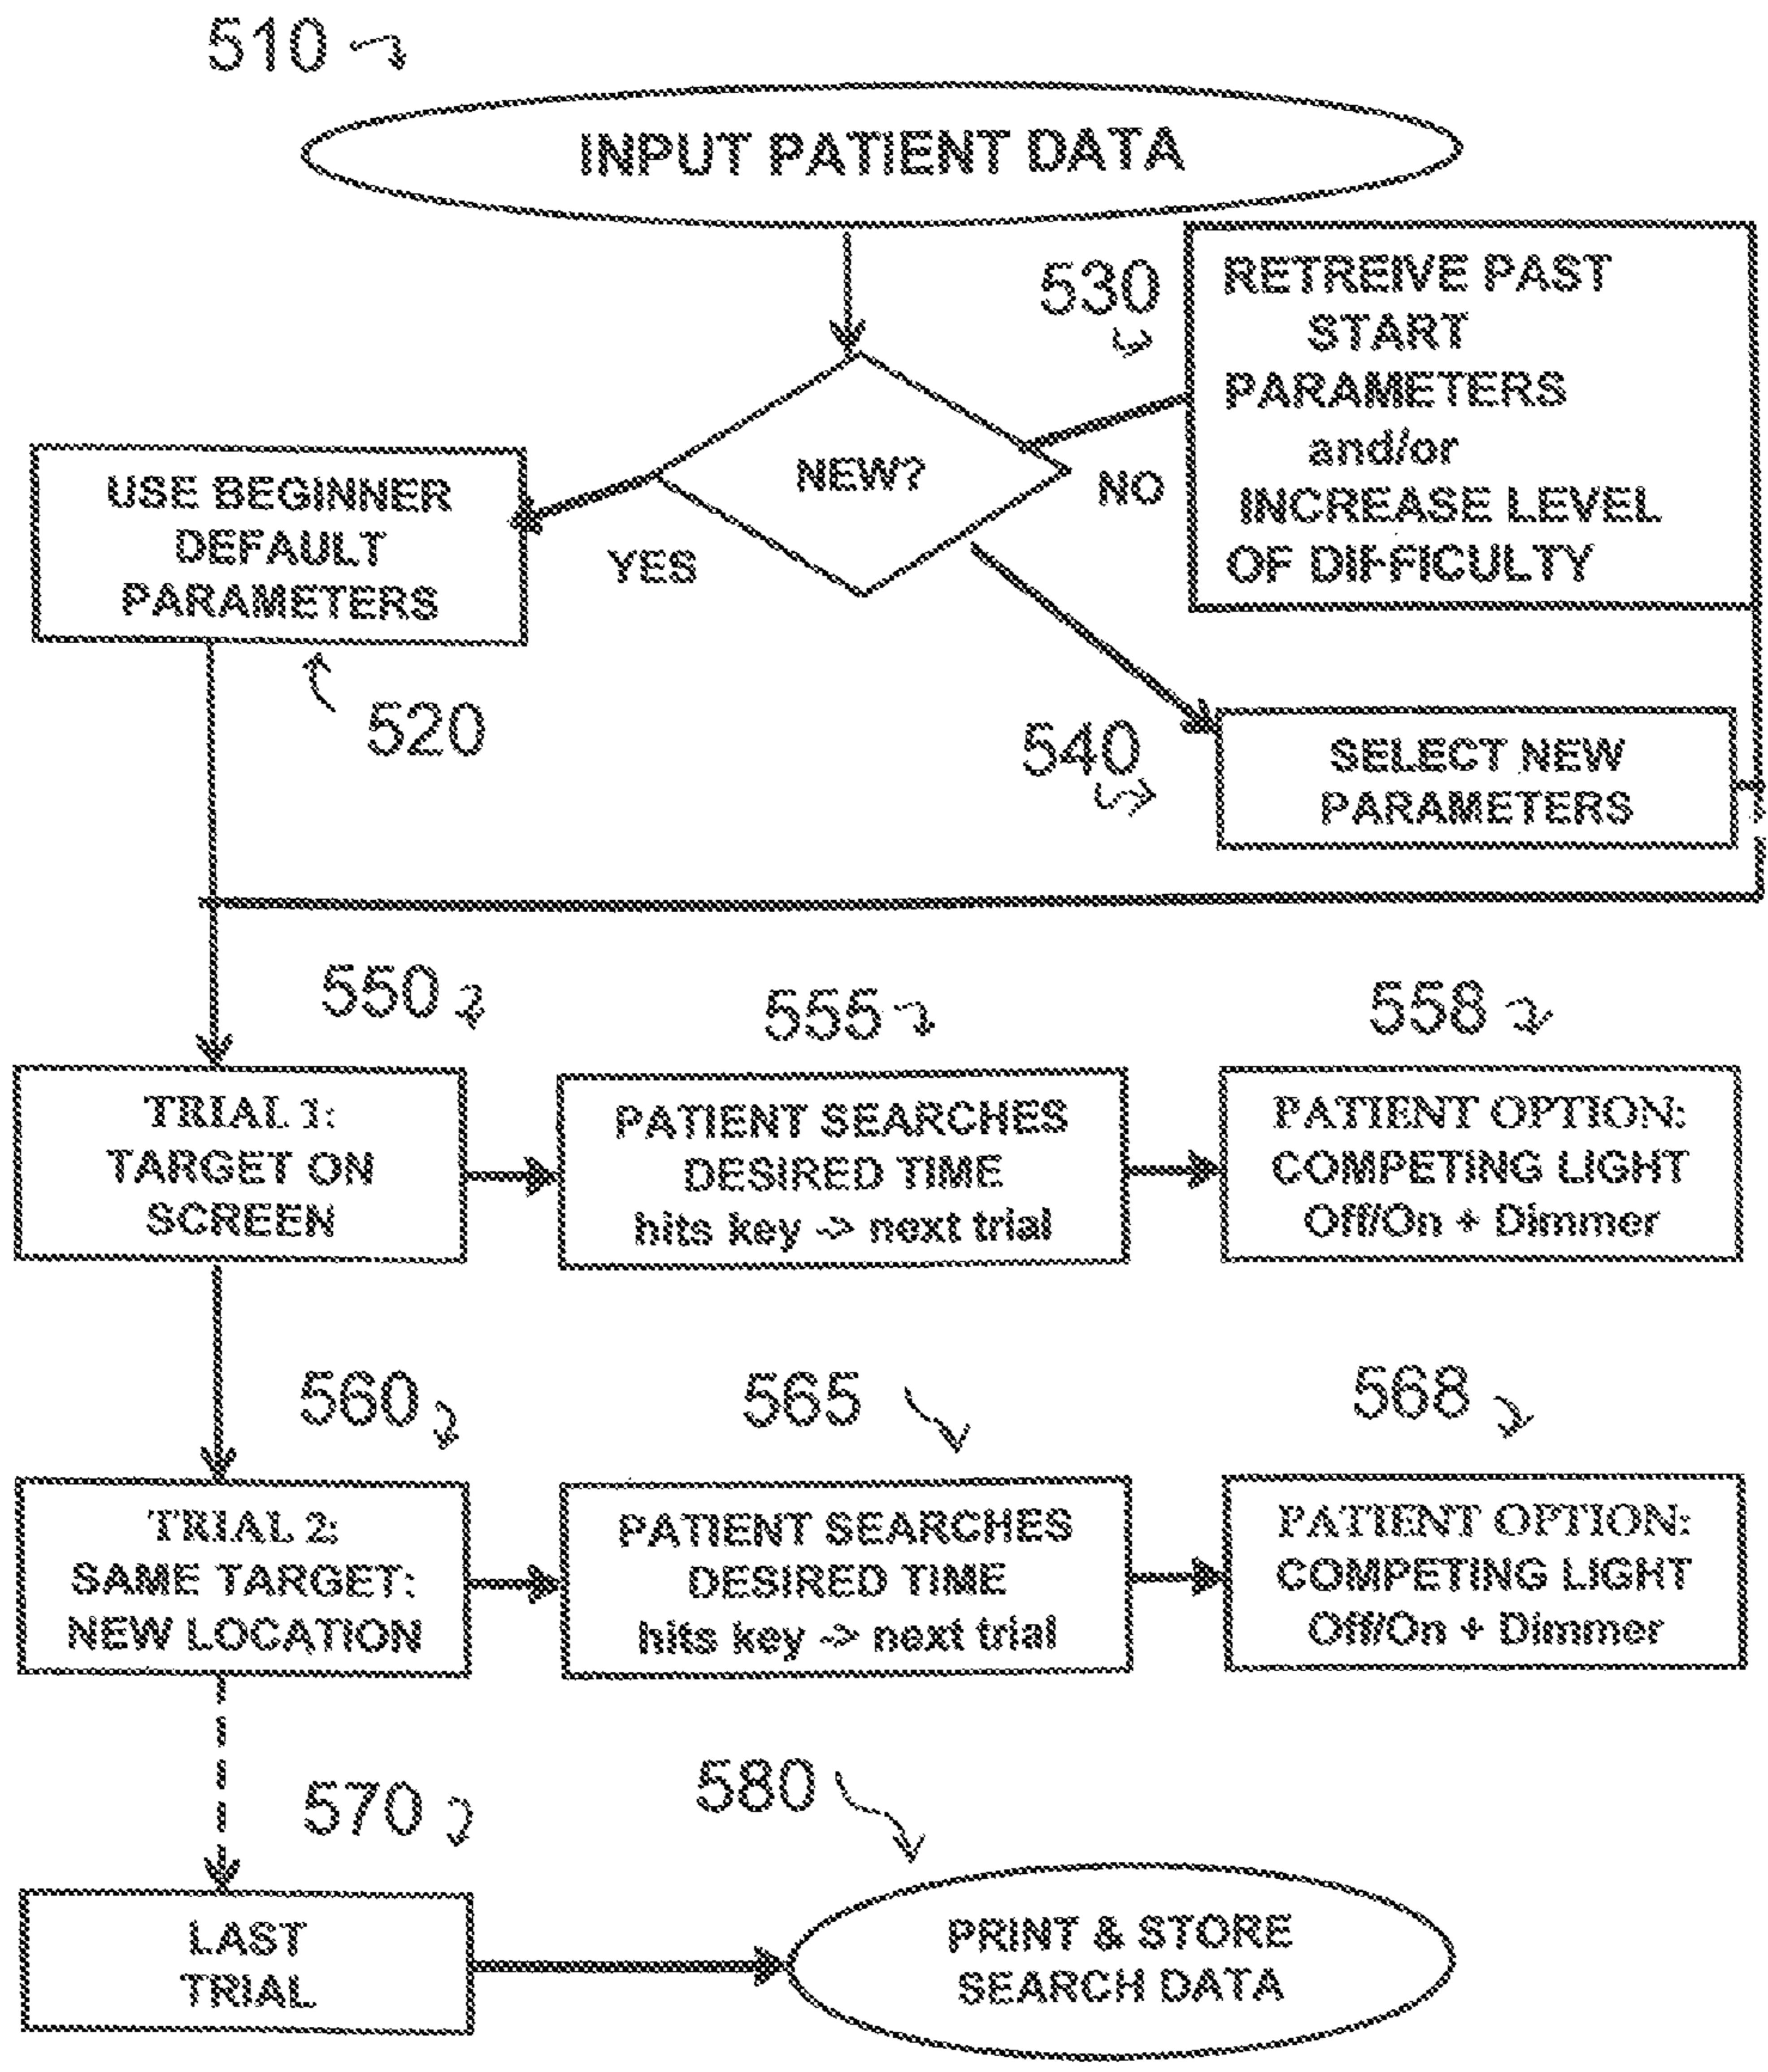 510
INPUT PATIENT DATA
530
RETREIVE PAST
START
PARAMETERS
and/or
INCREASE LEVEL
OF DIFFICULTY
NEW?
NO
YES
USE BEGINNER
DEFAULT
PARAMETERS
520
540
SELECT NEW
PARAMETERS
550
555
558
TRIAL 1:
TARGET ON
SCREEN
PATIENT SEARCHES
DESIRED TIME
hits key -> next trial
PATIENT OPTION:
COMPETING LIGHT
Off/On + Dimmer
560
565
568
TRIAL 2:
SAME TARGET:
NEW LOCATION
PATIENT SEARCHES
DESIRED TIME
hits key -> next trial
PATIENT OPTION:
COMPETING LIGHT
Off/On + Dimmer
570
580
LAST
TRIAL
PRINT & STORE
SEARCH DATA